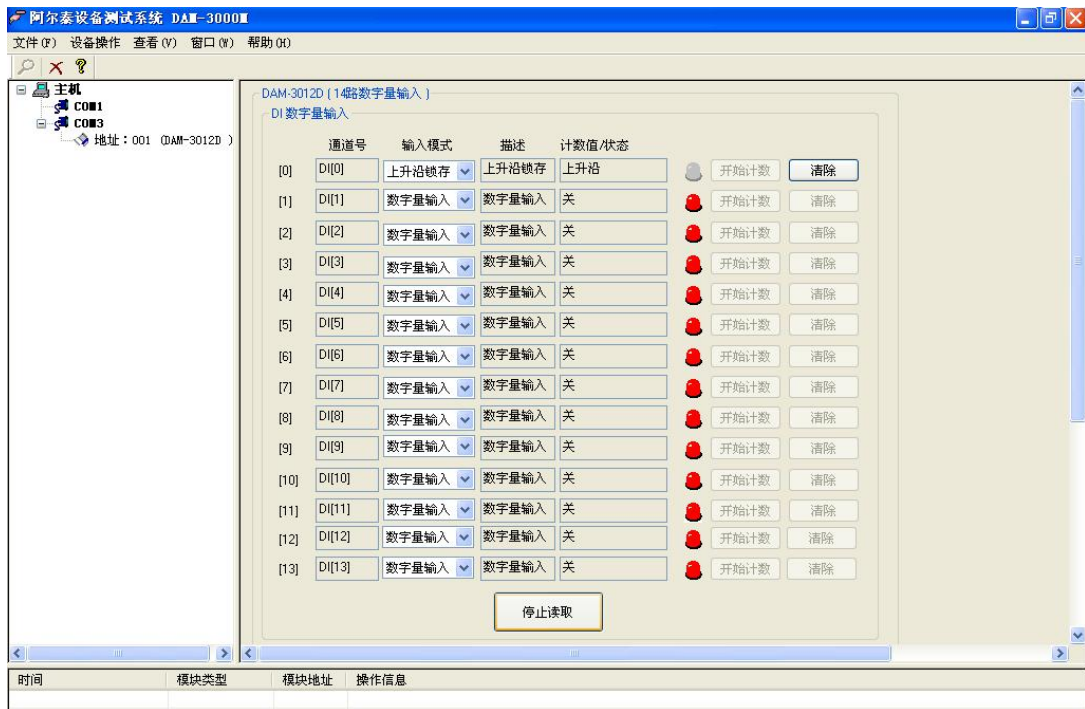 阿尔泰设备测试系统 DAM-3000M
文件(F) 设备操作 查看(V) 窗口(W) 帮助(H)
主机
COM1
COM3
地址：001 (DAM-3012D )
DAM-3012D ( 14路数字量输入 )
DI 数字量输入
通道号 输入模式 描述 计数值/状态
[0] DI[0] 上升沿锁存 上升沿锁存 上升沿 开始计数 清除
[1] DI[1] 数字量输入 数字量输入 关 开始计数 清除
[2] DI[2] 数字量输入 数字量输入 关 开始计数 清除
[3] DI[3] 数字量输入 数字量输入 关 开始计数 清除
[4] DI[4] 数字量输入 数字量输入 关 开始计数 清除
[5] DI[5] 数字量输入 数字量输入 关 开始计数 清除
[6] DI[6] 数字量输入 数字量输入 关 开始计数 清除
[7] DI[7] 数字量输入 数字量输入 关 开始计数 清除
[8] DI[8] 数字量输入 数字量输入 关 开始计数 清除
[9] DI[9] 数字量输入 数字量输入 关 开始计数 清除
[10] DI[10] 数字量输入 数字量输入 关 开始计数 清除
[11] DI[11] 数字量输入 数字量输入 关 开始计数 清除
[12] DI[12] 数字量输入 数字量输入 关 开始计数 清除
[13] DI[13] 数字量输入 数字量输入 关 开始计数 清除
停止读取
时间 模块类型 模块地址 操作信息